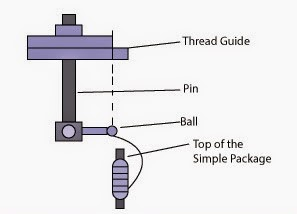 Thread Guide
Pin
Ball
Top of the
Simple Package